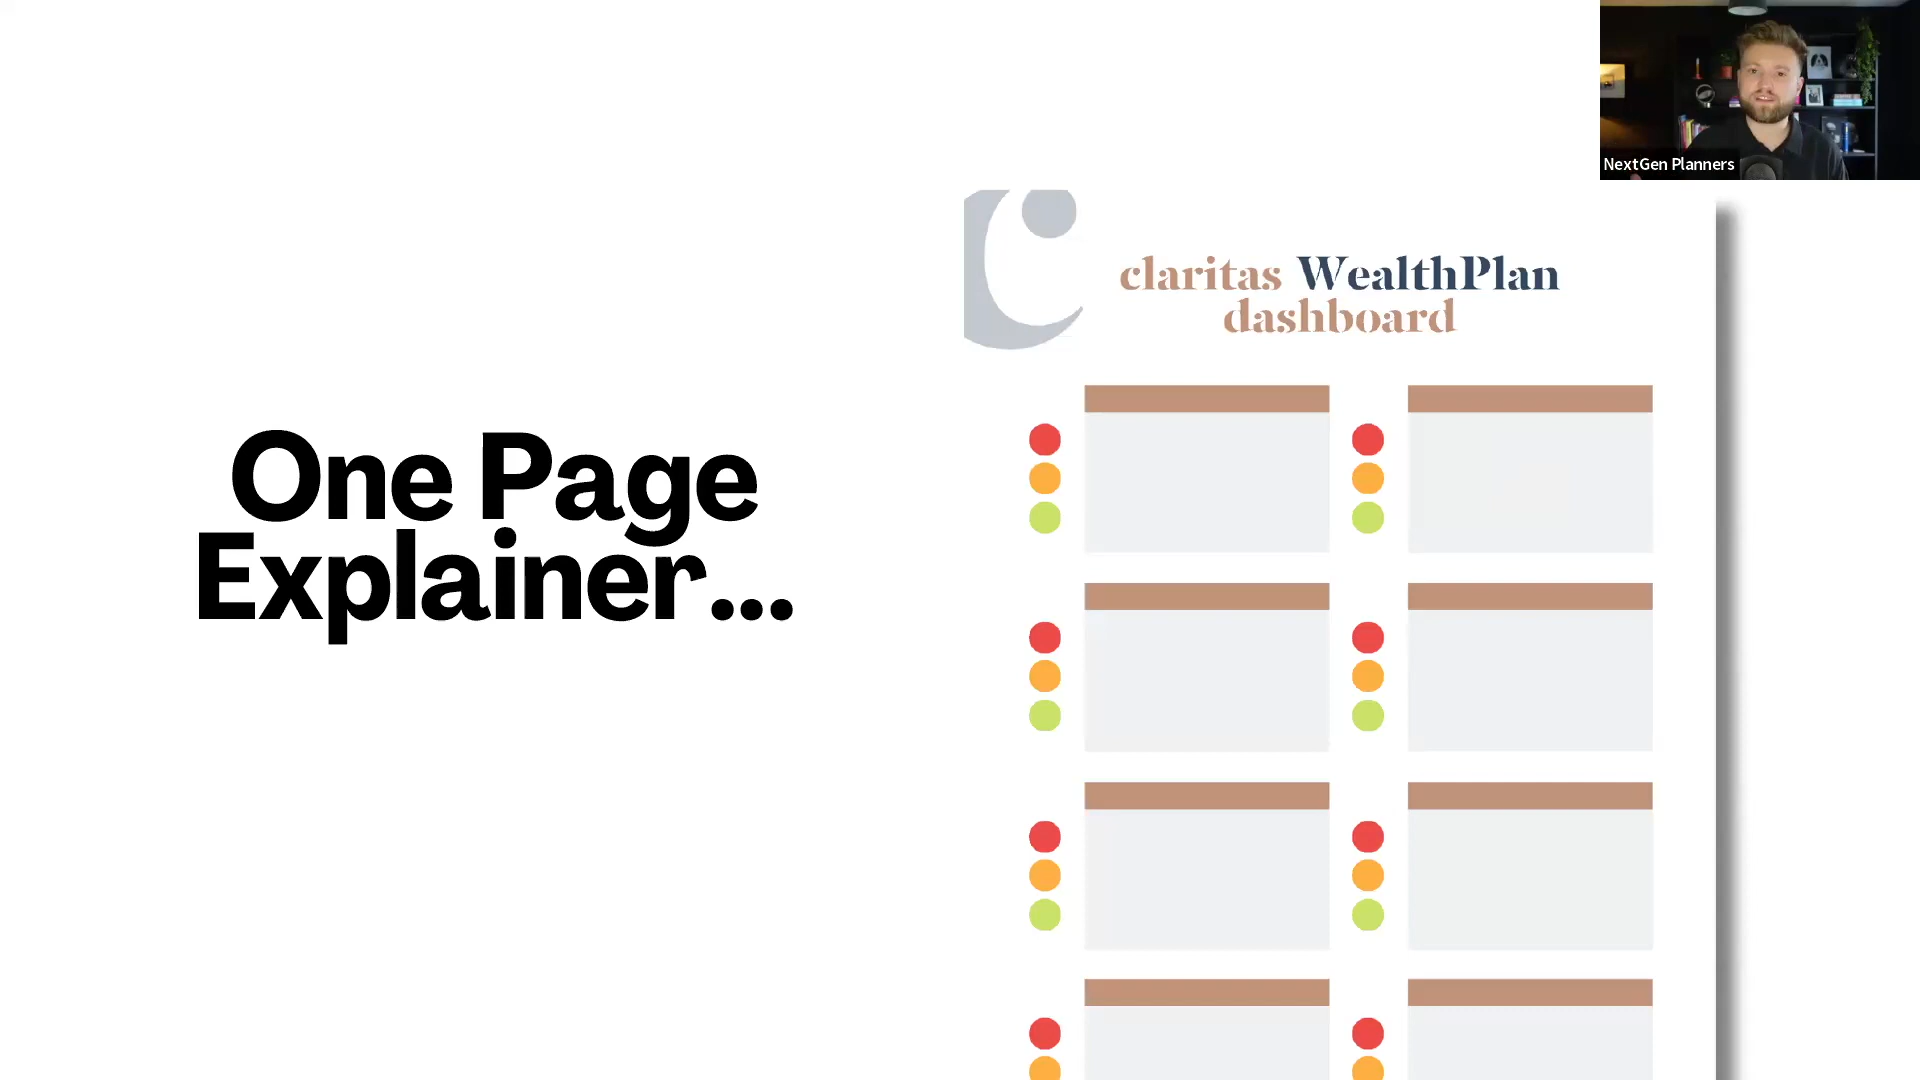 NextGen Planners
claritas WealthPlan
dashboard
One Page
Explainer...